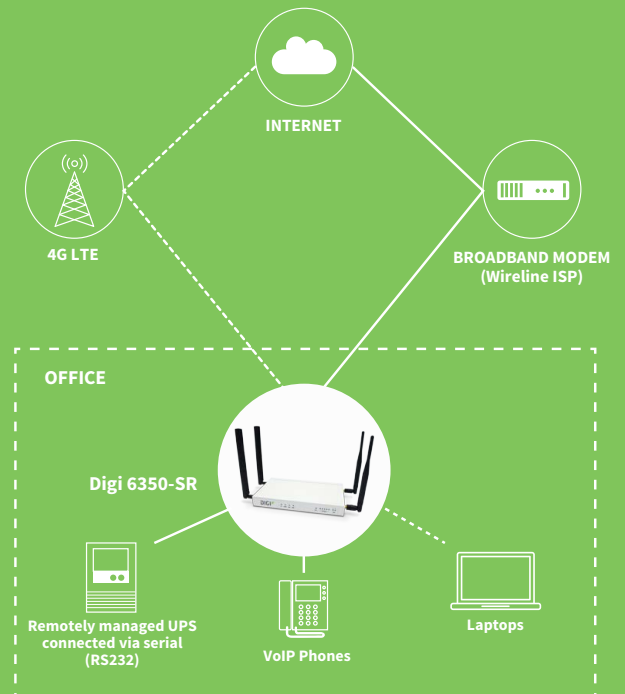 INTERNET
4G LTE
BROADBAND MODEM
(Wireline ISP)
OFFICE
Digi 6350-SR
DIGI
Remotely managed UPS
connected via serial
(RS232)
VoIP Phones
Laptops